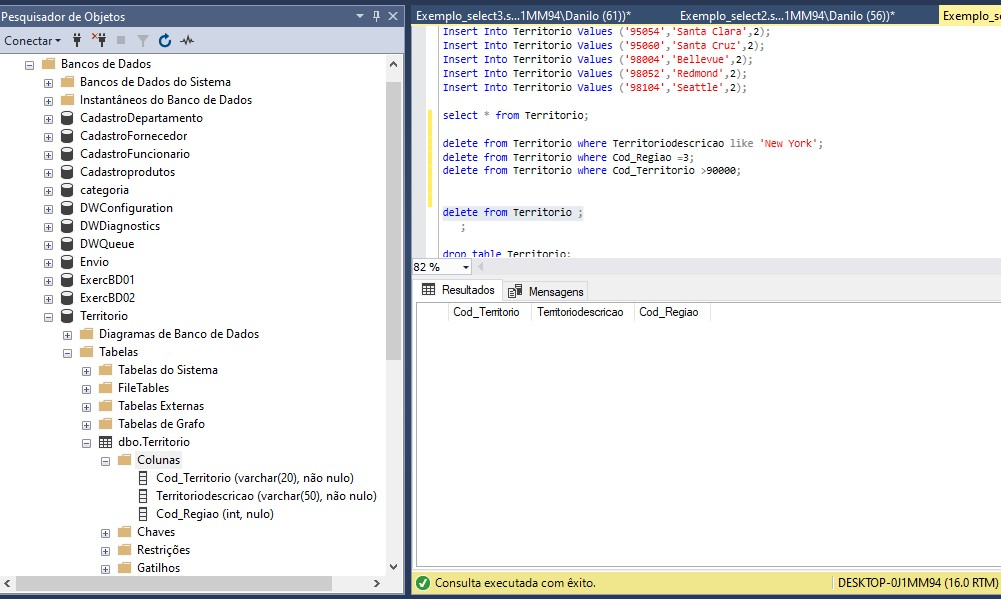 Pesquisador de Objetos
Conectar
Bancos de Dados
Bancos de Dados do Sistema
Instantâneos do Banco de Dados
CadastroDepartamento
CadastroFornecedor
CadastroFuncionario
Cadastroprodutos
categoria
DWConfiguration
DWDiagnostics
DWQueue
Envio
ExercBD01
ExercBD02
Territorio
Diagramas de Banco de Dados
Tabelas
Tabelas do Sistema
FileTables
Tabelas Externas
Tabelas de Grafo
dbo.Territorio
Colunas
Cod_Territorio (varchar(20), não nulo)
Territoriodescricao (varchar(50), não nulo)
Cod_Regiao (int, nulo)
Chaves
Restrições
Gatilhos
Exemplo_select3.s...1MM94\Danilo (61))*
Exemplo_select2.s...1MM94\Danilo (56))*
Exemplo_se
Insert Into Territorio Values ('95054','Santa Clara',2);
Insert Into Territorio Values ('95060','Santa Cruz',2);
Insert Into Territorio Values ('98004','Bellevue',2);
Insert Into Territorio Values ('98052','Redmond',2);
Insert Into Territorio Values ('98104','Seattle',2);
select * from Territorio;
delete from Territorio where Territoriodescricao like 'New York';
delete from Territorio where Cod_Regiao =3;
delete from Territorio where Cod_Territorio >90000;
delete from Territorio ;
;
drop table Territorio;
82 %
Resultados
Mensagens
Cod_Territorio Territoriodescricao Cod_Regiao
Consulta executada com êxito.
DESKTOP-0J1MM94 (16.0 RTM)